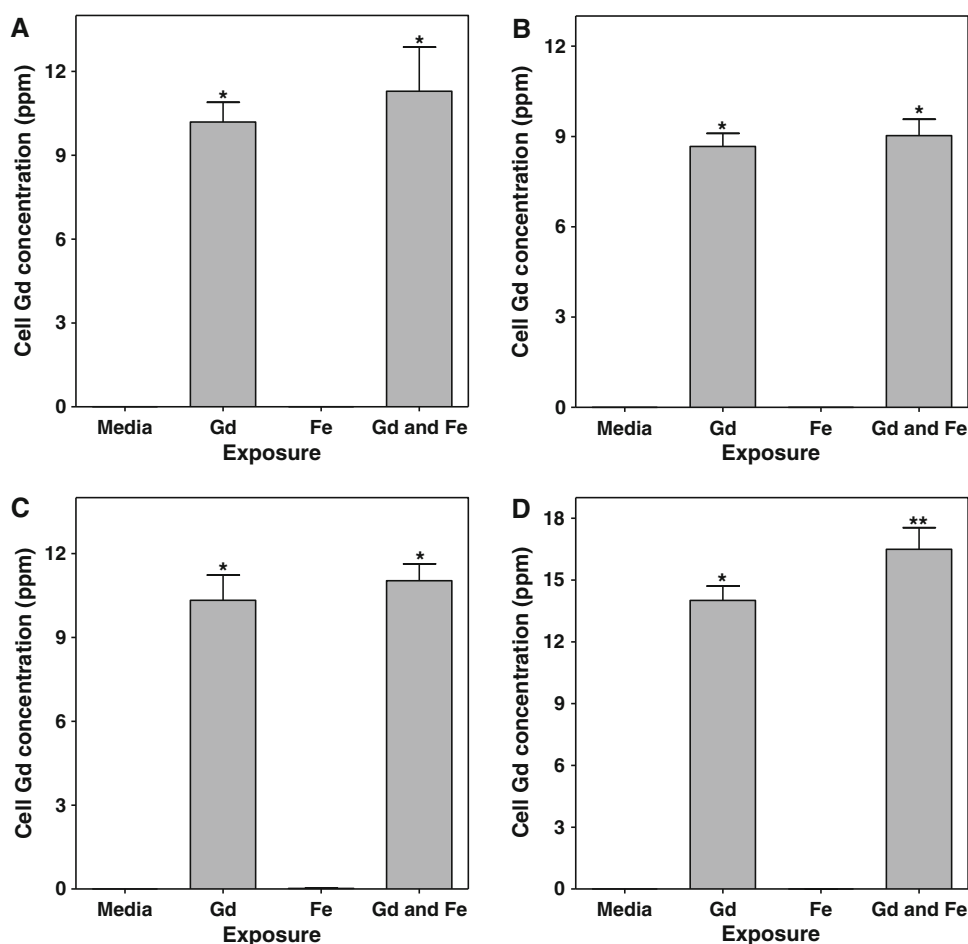 A
Cell Gd concentration (ppm)
12
9
6
3
0
*
*
Media Gd Fe Gd and Fe
Exposure
B
Cell Gd concentration (ppm)
12
9
6
3
0
*
*
Media Gd Fe Gd and Fe
Exposure
C
Cell Gd concentration (ppm)
12
9
6
3
0
*
*
Media Gd Fe Gd and Fe
Exposure
D
Cell Gd concentration (ppm)
18
15
12
9
6
3
0
*
**
Media Gd Fe Gd and Fe
Exposure